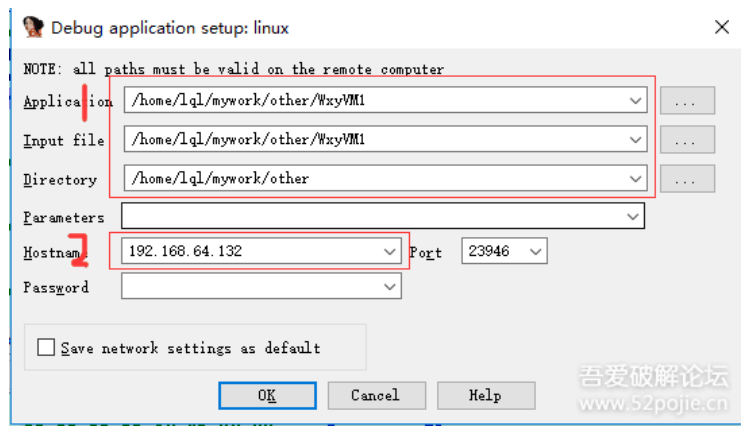 Debug application setup: linux
NOTE: all paths must be valid on the remote computer
Application /home/lql/mywork/other/WxyVM1 ...
1
Input file /home/lql/mywork/other/WxyVM1 ...
Directory /home/lql/mywork/other ...
Parameters
Hostname 192.168.64.132 Port 23946
2
Password
Save network settings as default
OK Cancel Help
吾爱破解论坛
www.52pojie.cn